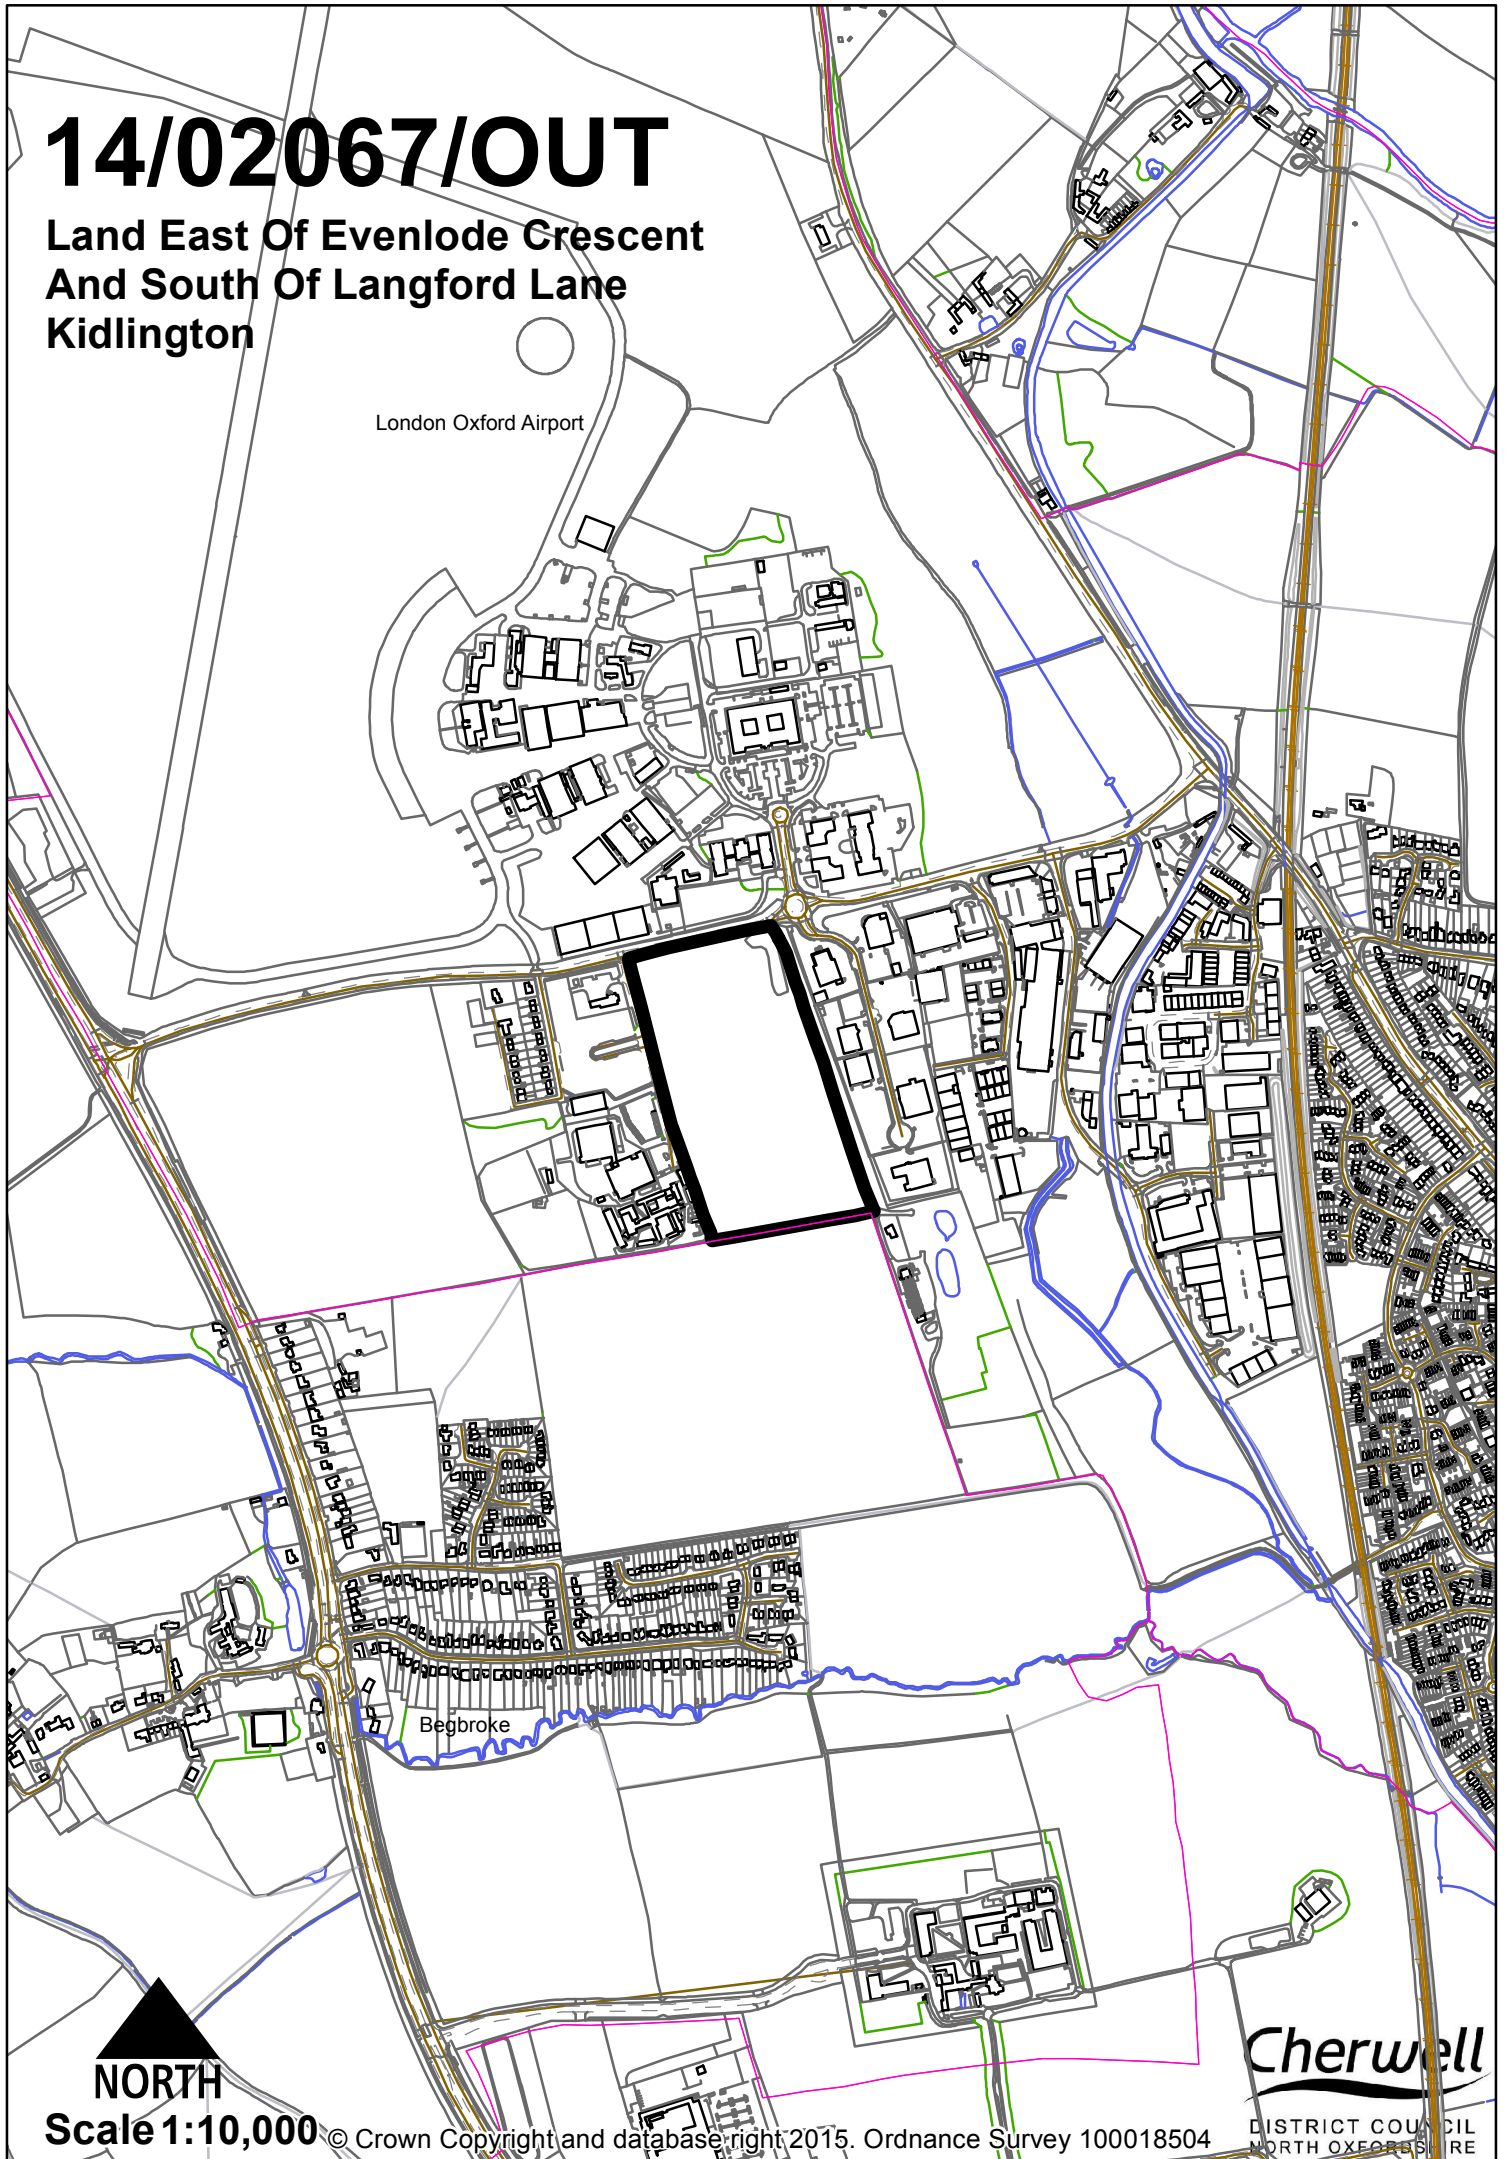 14/02067/OUT
Land East Of Evenlode Crescent
And South Of Langford Lane
Kidlington
London Oxford Airport
Begbroke
NORTH
Scale 1:10,000
© Crown Copyright and database right 2015. Ordnance Survey 100018504
Cherwell
DISTRICT COUNCIL
NORTH OXFORDSHIRE